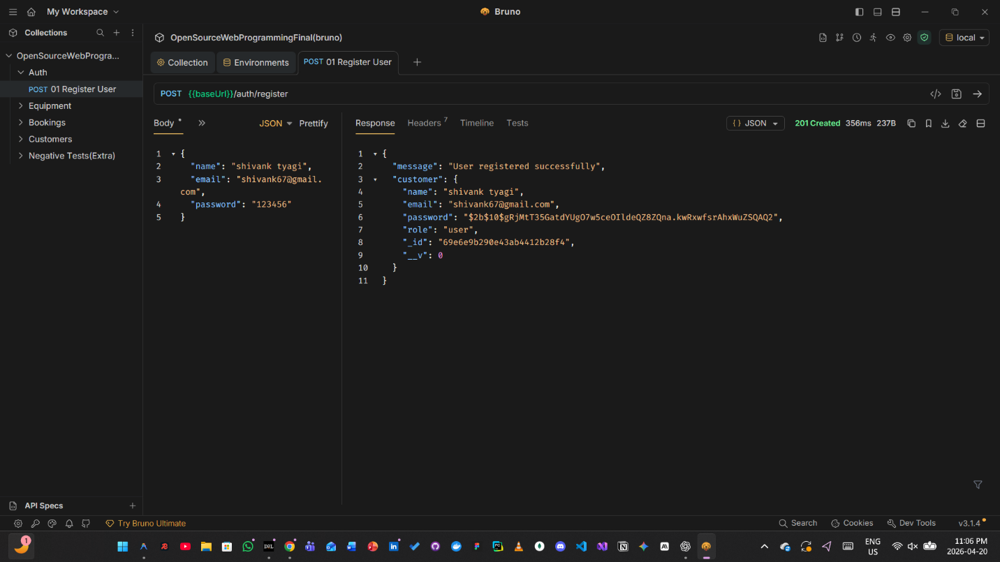 My Workspace
Bruno
Collections
OpenSourceWebProgra...
Auth
POST 01 Register User
Equipment
Bookings
Customers
Negative Tests(Extra)
API Specs
OpenSourceWebProgrammingFinal(bruno)
local
Collection
Environments
POST 01 Register User
POST {{baseUrl}}/auth/register
Body
JSON
Prettify
1 {
2 "name": "shivank tyagi",
3 "email": "shivank67@gmail.
com",
4 "password": "123456"
5 }
Response
Headers 7
Timeline
Tests
{ } JSON
201 Created 356ms 237B
1 {
2 "message": "User registered successfully",
3 "customer": {
4 "name": "shivank tyagi",
5 "email": "shivank67@gmail.com",
6 "password": "$2b$10$gRjMtT35GatdYUgO7w5ceOIldeQZ8ZQna.kwRxwfsrAhxWuZSQAQ2",
7 "role": "user",
8 "_id": "69e6e9b290e43ab4412b28f4",
9 "__v": 0
10 }
11 }
Try Bruno Ultimate
Search
Cookies
Dev Tools
v3.1.4
1
ENG
US
11:06 PM
2026-04-20